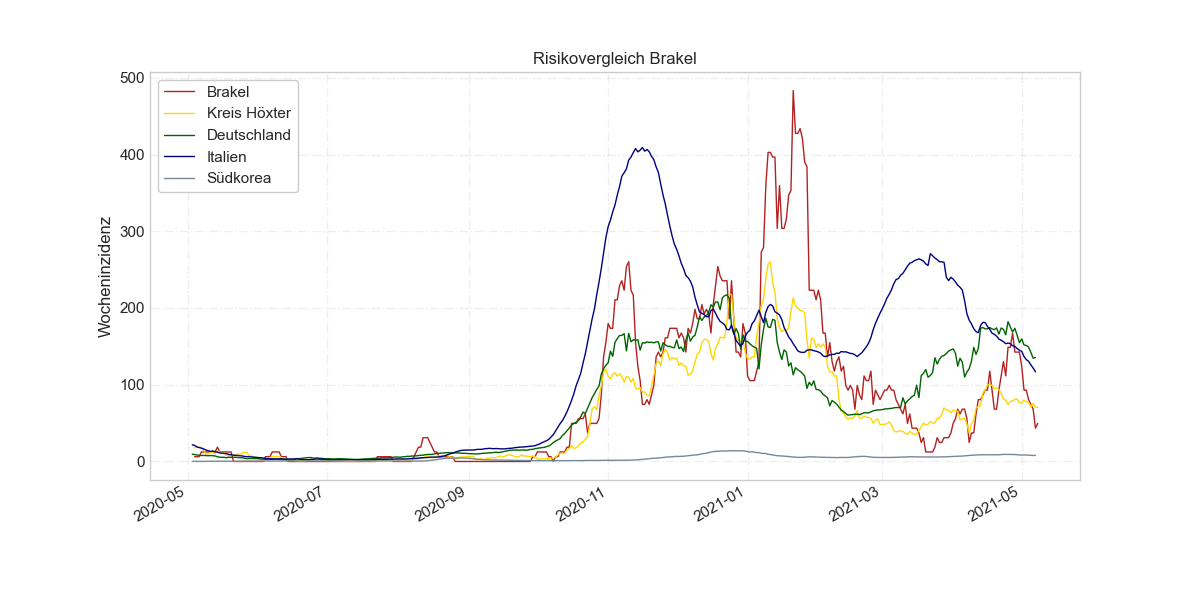 Risikovergleich Brakel
Wocheninzidenz
500
400
300
200
100
0
Brakel
Kreis Höxter
Deutschland
Italien
Südkorea
2020-05
2020-07
2020-09
2020-11
2021-01
2021-03
2021-05